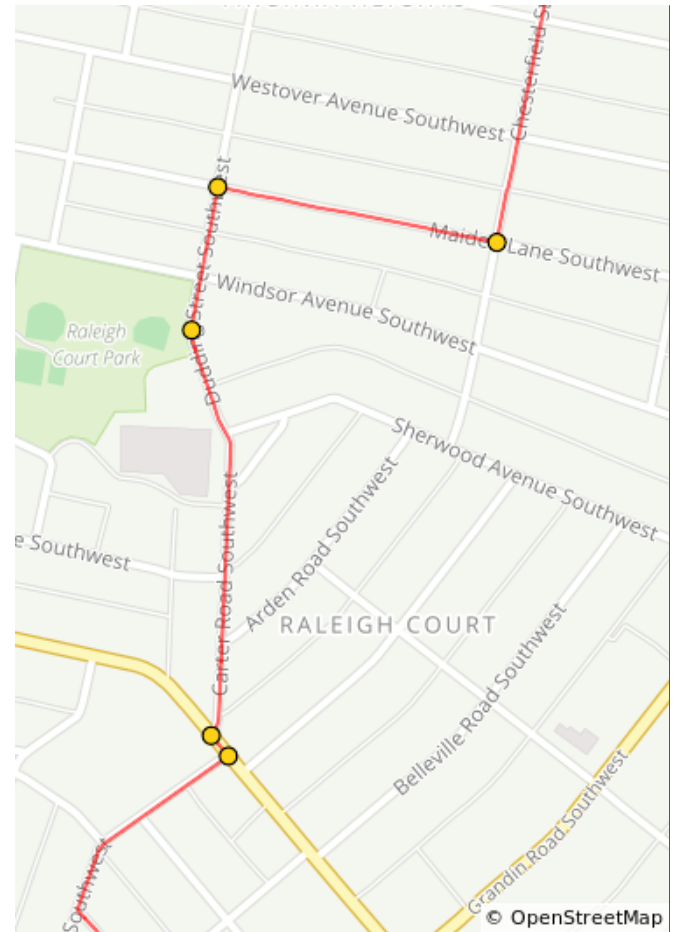 Westover Avenue Southwest
Chesterfield
Maiden Lane Southwest
Windsor Avenue Southwest
Street Southwest
Raleigh
Court Park
Sherwood Avenue Southwest
e Southwest
Carter Road Southwest
Arden Road Southwest
RALEIGH COURT
Belleville Road Southwest
Grandin Road Southwest
Southwest
© OpenStreetMap